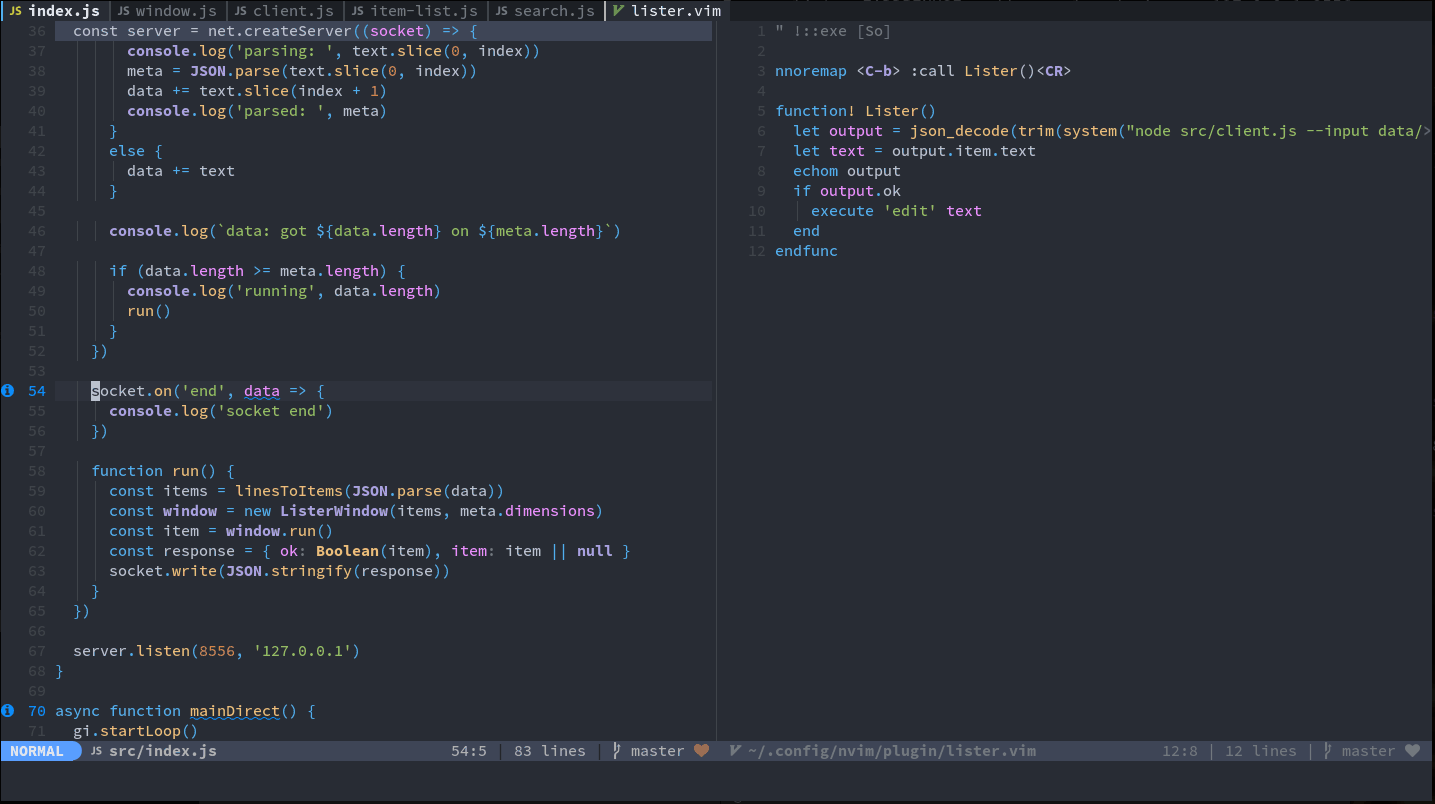 JS index.js JS window.js JS client.js JS item-list.js JS search.js V lister.vim
36 const server = net.createServer((socket) => {
37 console.log('parsing: ', text.slice(0, index))
38 meta = JSON.parse(text.slice(0, index))
39 data += text.slice(index + 1)
40 console.log('parsed: ', meta)
41 }
42 else {
43 data += text
44 }
45
46 console.log(`data: got ${data.length} on ${meta.length}`)
47
48 if (data.length >= meta.length) {
49 console.log('running', data.length)
50 run()
51 }
52 })
53
54 socket.on('end', data => {
55 console.log('socket end')
56 })
57
58 function run() {
59 const items = linesToItems(JSON.parse(data))
60 const window = new ListerWindow(items, meta.dimensions)
61 const item = window.run()
62 const response = { ok: Boolean(item), item: item || null }
63 socket.write(JSON.stringify(response))
64 }
65 })
66
67 server.listen(8556, '127.0.0.1')
68 }
69
70 async function mainDirect() {
71 gi.startLoop()
1 " !::exe [So]
2
3 nnoremap <C-b> :call Lister()<CR>
4
5 function! Lister()
6 let output = json_decode(trim(system("node src/client.js --input data/>
7 let text = output.item.text
8 echom output
9 if output.ok
10 execute 'edit' text
11 end
12 endfunc
NORMAL JS src/index.js 54:5 | 83 lines | master
V ~/.config/nvim/plugin/lister.vim 12:8 | 12 lines | master